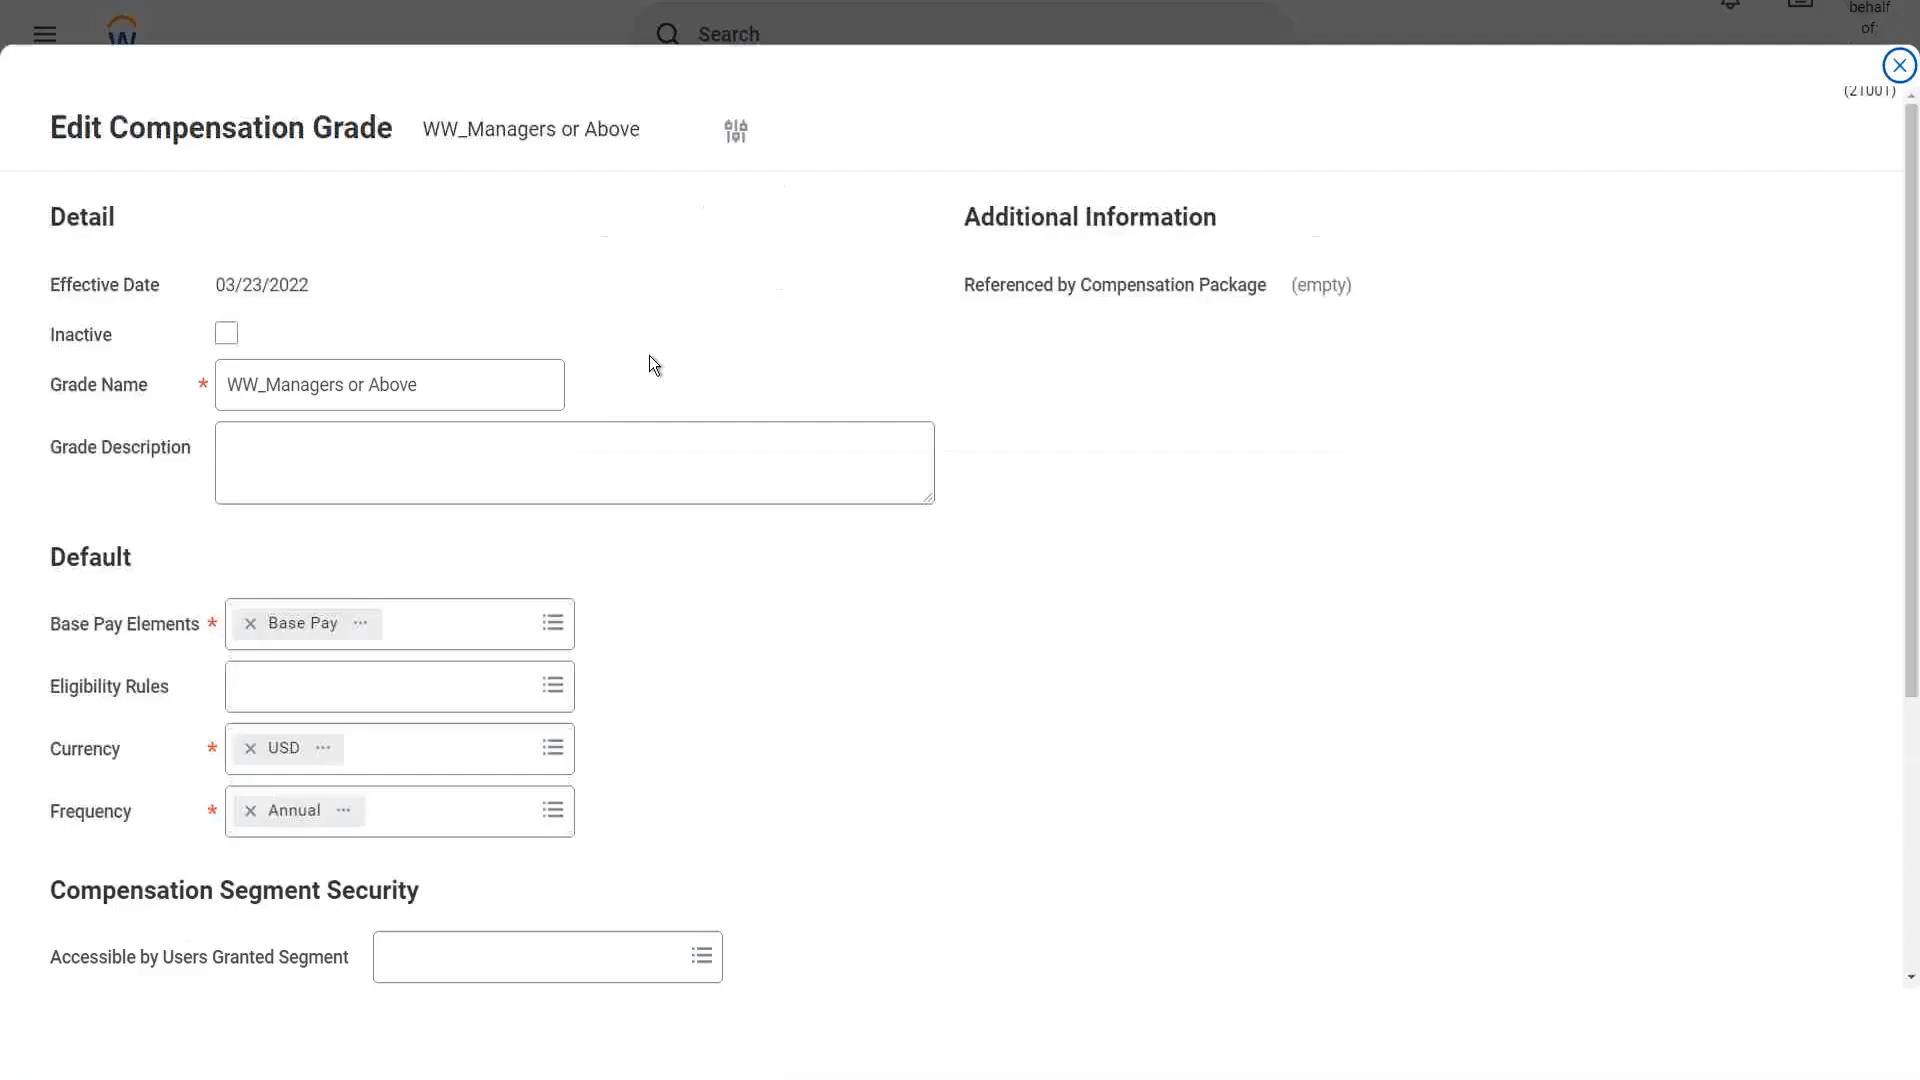 behalf
of:
Search
(21001)
Edit Compensation Grade WW_Managers or Above
Detail
Additional Information
Effective Date 03/23/2022
Referenced by Compensation Package (empty)
Inactive
Grade Name * WW_Managers or Above
Grade Description
Default
Base Pay Elements * Base Pay
Eligibility Rules
Currency * USD
Frequency * Annual
Compensation Segment Security
Accessible by Users Granted Segment